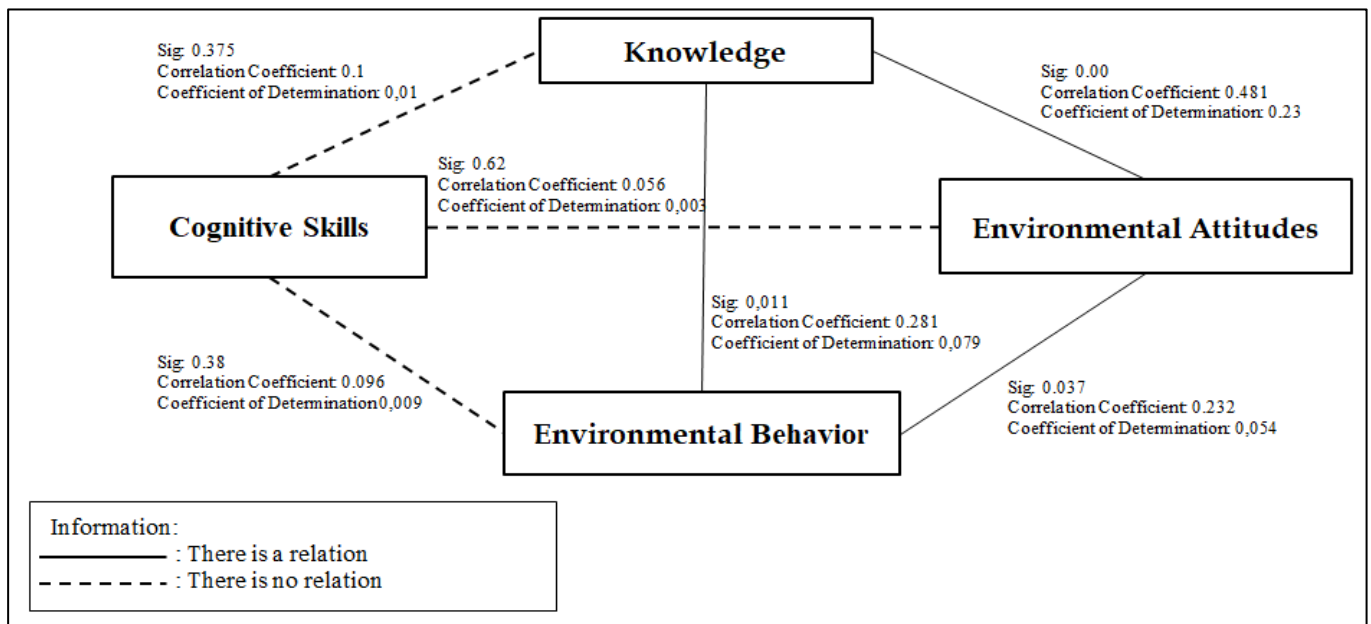 Knowledge
Sig: 0.375
Correlation Coefficient: 0.1
Coefficient of Determination: 0,01
Sig: 0.00
Correlation Coefficient: 0.481
Coefficient of Determination: 0.23
Sig: 0.62
Correlation Coefficient: 0.056
Coefficient of Determination: 0,003
Cognitive Skills
Environmental Attitudes
Sig: 0,011
Correlation Coefficient: 0.281
Coefficient of Determination: 0,079
Sig: 0.38
Correlation Coefficient: 0.096
Coefficient of Determination 0,009
Sig: 0.037
Correlation Coefficient: 0.232
Coefficient of Determination: 0,054
Environmental Behavior
Information:
: There is a relation
: There is no relation